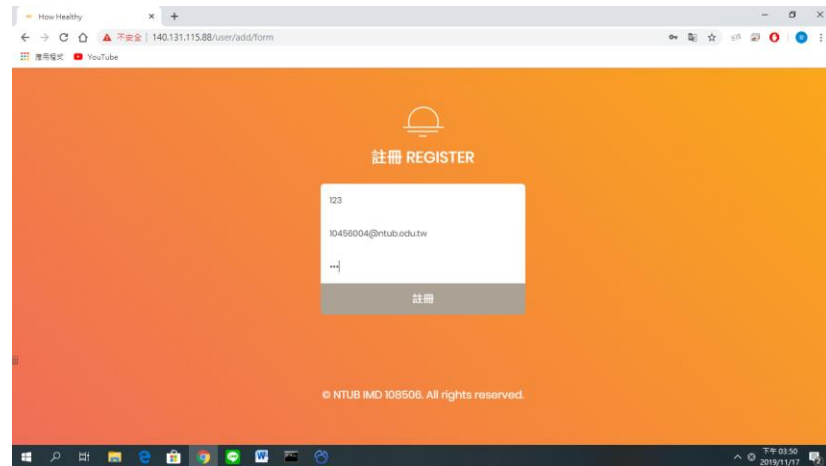 How Healthy
不安全 | 140.131.115.88/user/add/form
應用程式 YouTube
註冊 REGISTER
123
10456004@ntub.edu.tw
•••
註冊
jjj
© NTUB IMD 108506. All rights reserved.
下午 03:50
2019/11/17